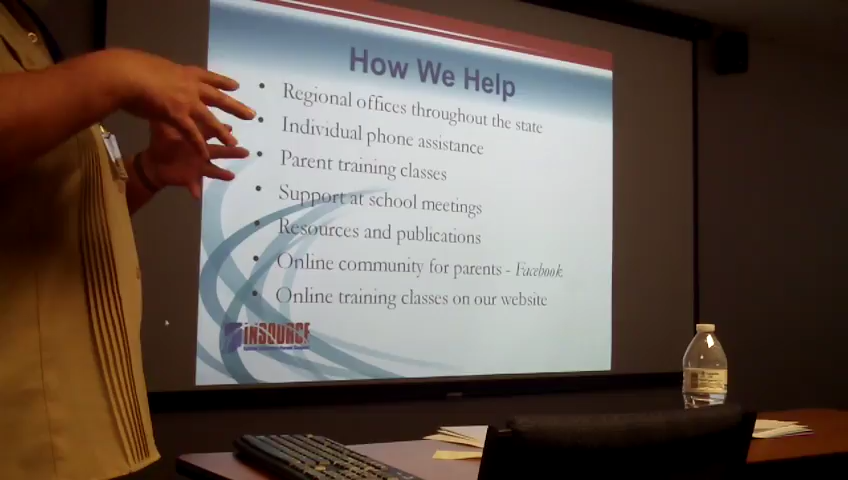 How We Help
• Regional offices throughout the state
• Individual phone assistance
• Parent training classes
• Support at school meetings
• Resources and publications
• Online community for parents - Facebook
• Online training classes on our website
INSOURCE